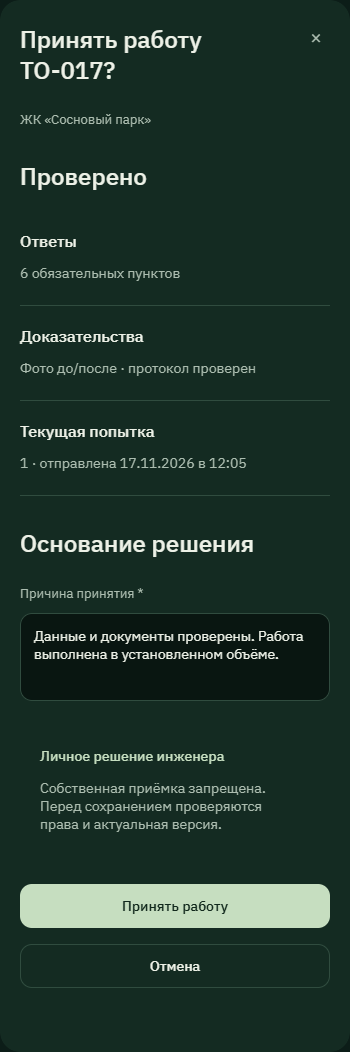 Принять работу
ТО-017?
×
ЖК «Сосновый парк»
Проверено
Ответы
6 обязательных пунктов
Доказательства
Фото до/после · протокол проверен
Текущая попытка
1 · отправлена 17.11.2026 в 12:05
Основание решения
Причина принятия *
Данные и документы проверены. Работа
выполнена в установленном объёме.
Личное решение инженера
Собственная приёмка запрещена.
Перед сохранением проверяются
права и актуальная версия.
Принять работу
Отмена